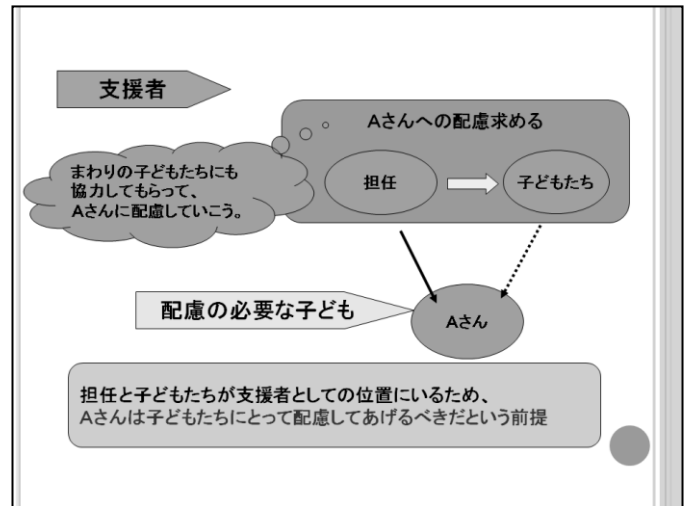 支援者
Aさんへの配慮求める
まわりの子どもたちにも
協力してもらって、
Aさんに配慮していこう。
担任
子どもたち
配慮の必要な子ども
Aさん
担任と子どもたちが支援者としての位置にいるため、
Aさんは子どもたちにとって配慮してあげるべきだという前提